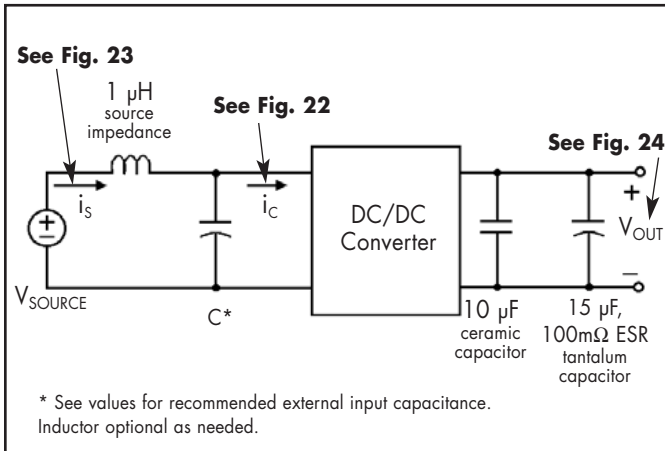 See Fig. 23
1 µH
source
impedance
See Fig. 22
See Fig. 24
iS
iC
DC/DC
Converter
+
VOUT
–
VSOURCE
C*
10 µF
ceramic
capacitor
15 µF,
100mΩ ESR
tantalum
capacitor
* See values for recommended external input capacitance.
Inductor optional as needed.